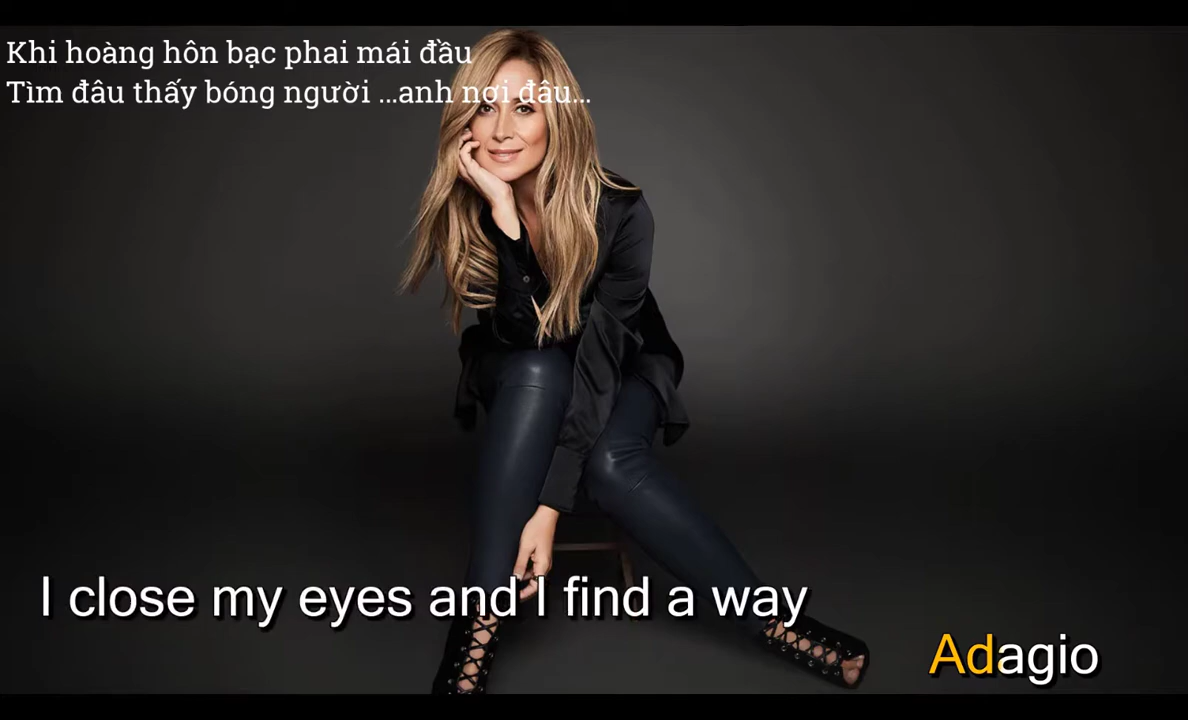 Khi hoàng hôn bạc phai mái đầu
Tìm đâu thấy bóng người ...anh nơi đâu...
I close my eyes and I find a way
Adagio